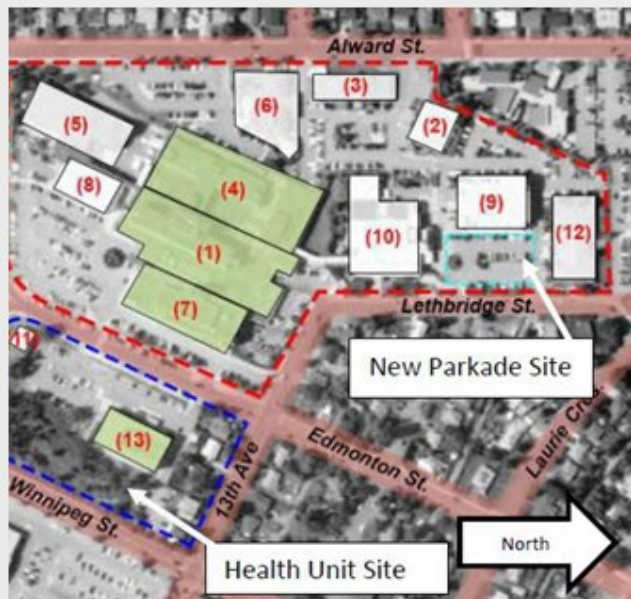 Alward St.
(3)
(6)
(2)
(5)
(8)
(4)
(9)
(10)
(12)
(1)
(7)
Lethbridge St.
New Parkade Site
(11)
(13)
13th Ave
Edmonton St.
Laurie Cres.
Winnipeg St.
North
Health Unit Site